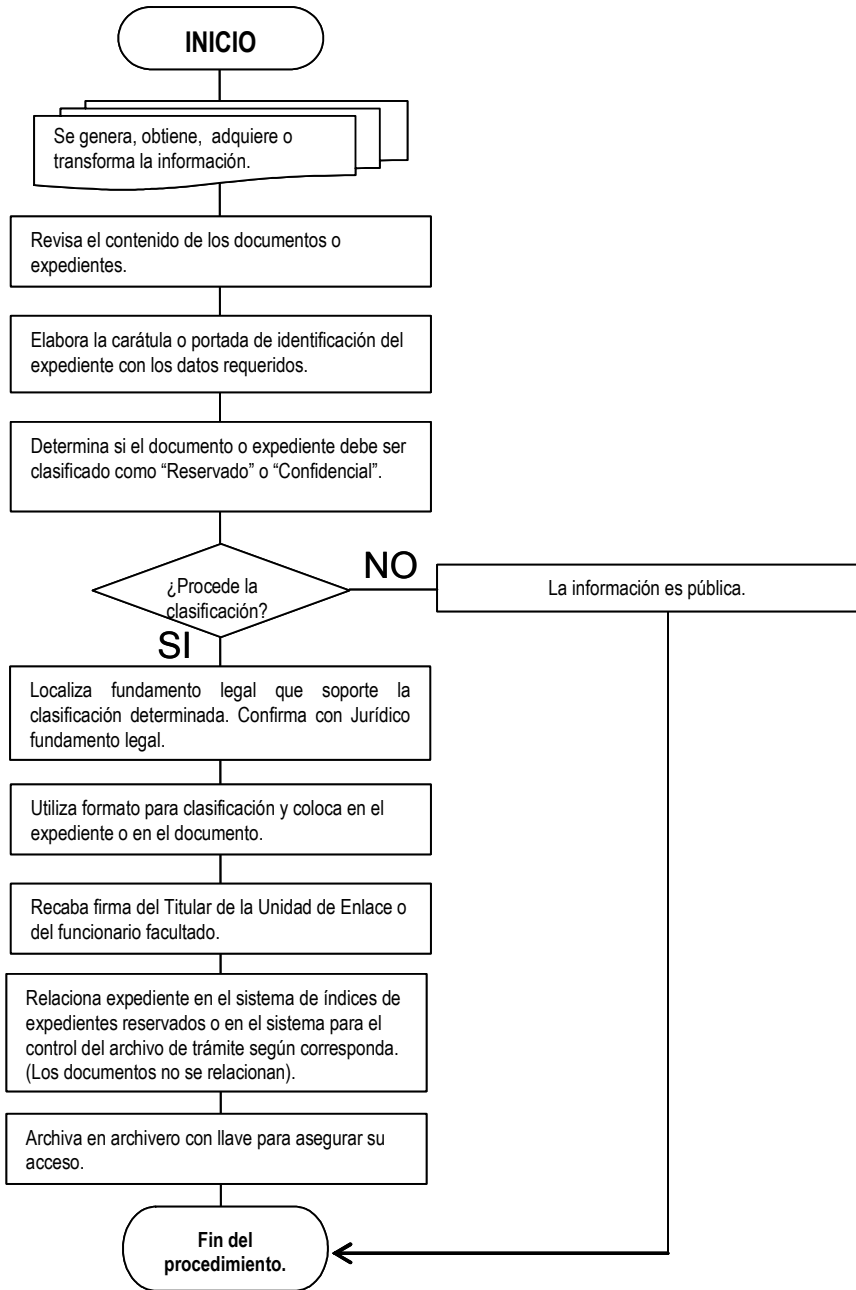 INICIO
Se genera, obtiene, adquiere o
transforma la información.
Revisa el contenido de los documentos o
expedientes.
Elabora la carátula o portada de identificación del
expediente con los datos requeridos.
Determina si el documento o expediente debe ser
clasificado como “Reservado” o “Confidencial”.
¿Procede la
clasificación?
NO
La información es pública.
SI
Localiza fundamento legal que soporte la
clasificación determinada. Confirma con Jurídico
fundamento legal.
Utiliza formato para clasificación y coloca en el
expediente o en el documento.
Recaba firma del Titular de la Unidad de Enlace o
del funcionario facultado.
Relaciona expediente en el sistema de índices de
expedientes reservados o en el sistema para el
control del archivo de trámite según corresponda.
(Los documentos no se relacionan).
Archiva en archivero con llave para asegurar su
acceso.
Fin del
procedimiento.